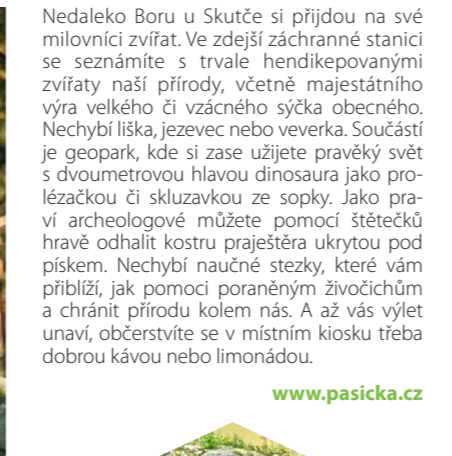 Nedaleko Boru u Skutče si přijdou na své
milovníci zvířat. Ve zdejší záchranné stanici
se seznámíte s trvale hendikepovanými
zvířaty naší přírody, včetně majestátního
výra velkého či vzácného sýčka obecného.
Nechybí liška, jezevec nebo veverka. Součástí
je geopark, kde si zase užijete pravěký svět
s dvoumetrovou hlavou dinosaura jako pro-
lézačkou či skluzavkou ze sopky. Jako pra-
ví archeologové můžete pomocí štětečků
hravě odhalit kostru praještěra ukrytou pod
pískem. Nechybí naučné stezky, které vám
přiblíží, jak pomoci poraněným živočichům
a chránit přírodu kolem nás. A až vás výlet
unaví, občerstvíte se v místním kiosku třeba
dobrou kávou nebo limonádou.
www.pasicka.cz